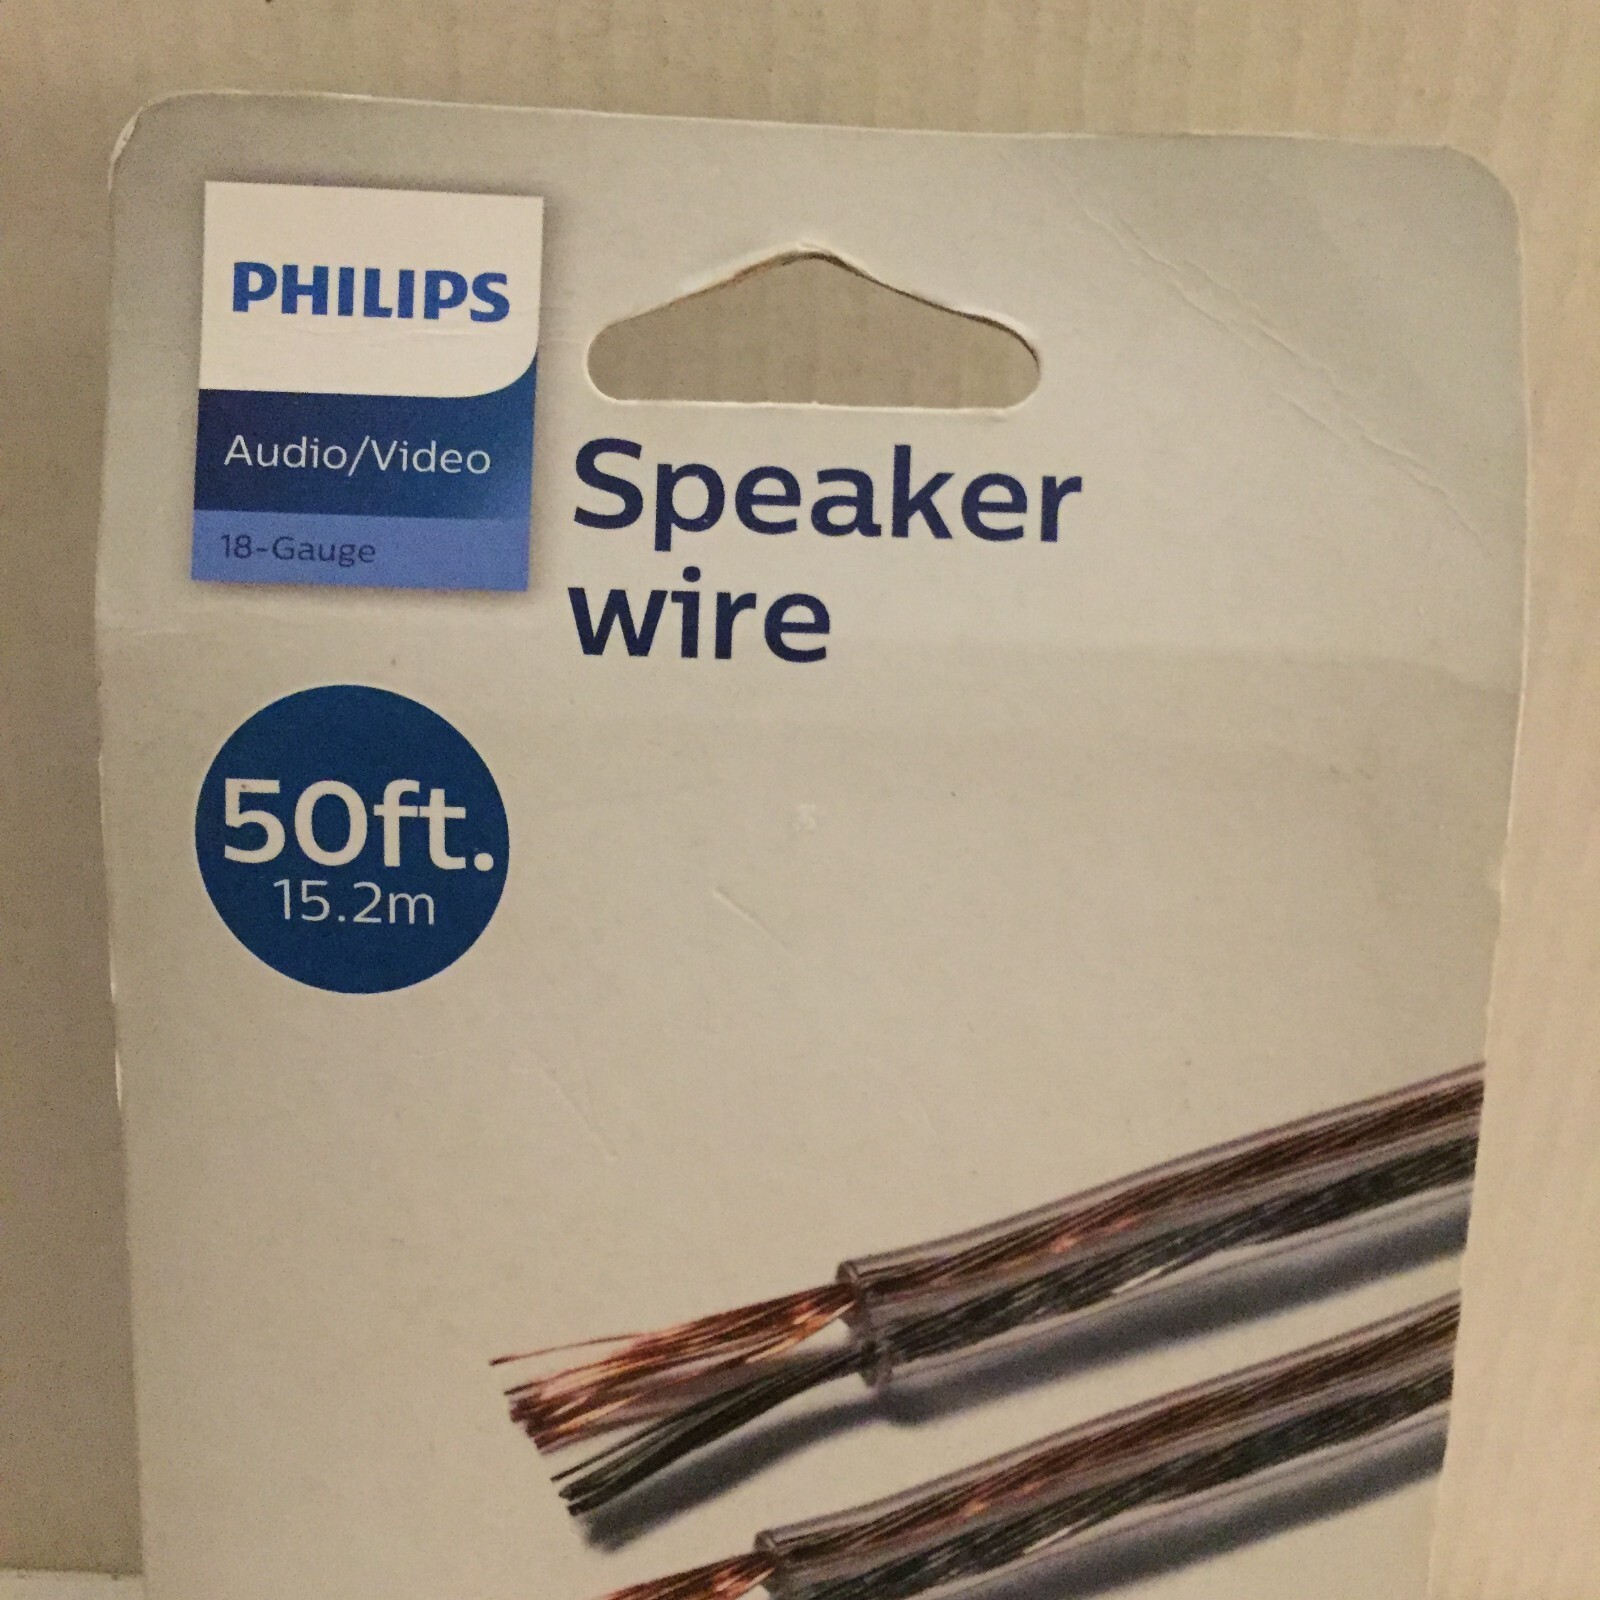 PHILIPS
Audio/Video
18-Gauge
Speaker
wire
50ft.
15.2m